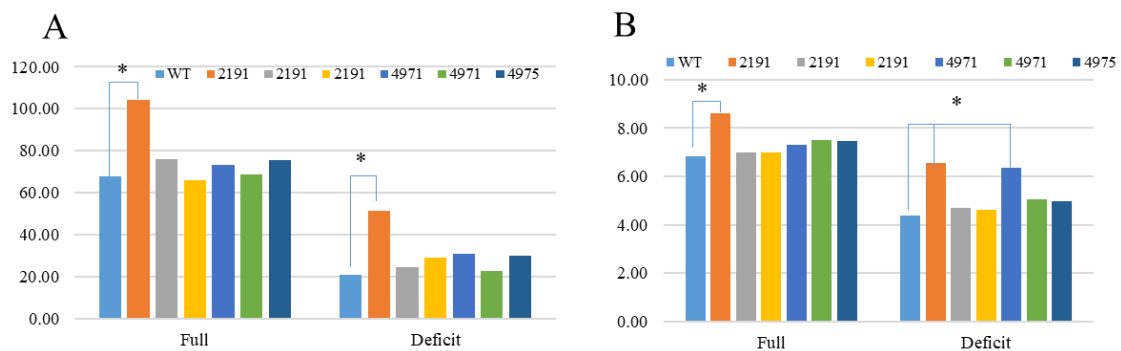 A
120.00
100.00
80.00
60.00
40.00
20.00
0.00
* WT 2191 2191 2191 4971 4971 4975
*
Full Deficit
B
10.00
8.00
6.00
4.00
2.00
0.00
WT 2191 2191 2191 4971 4971 4975
* *
Full Deficit